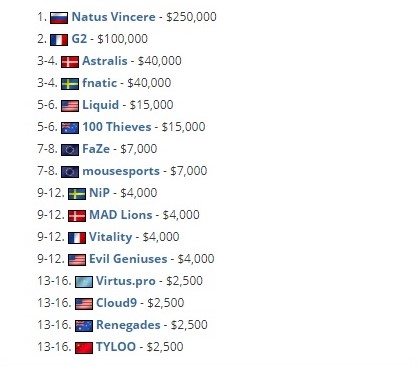 1. Natus Vincere - $250,000
2. G2 - $100,000
3-4. Astralis - $40,000
3-4. fnatic - $40,000
5-6. Liquid - $15,000
5-6. 100 Thieves - $15,000
7-8. FaZe - $7,000
7-8. mousesports - $7,000
9-12. NiP - $4,000
9-12. MAD Lions - $4,000
9-12. Vitality - $4,000
9-12. Evil Geniuses - $4,000
13-16. Virtus.pro - $2,500
13-16. Cloud9 - $2,500
13-16. Renegades - $2,500
13-16. TYLOO - $2,500